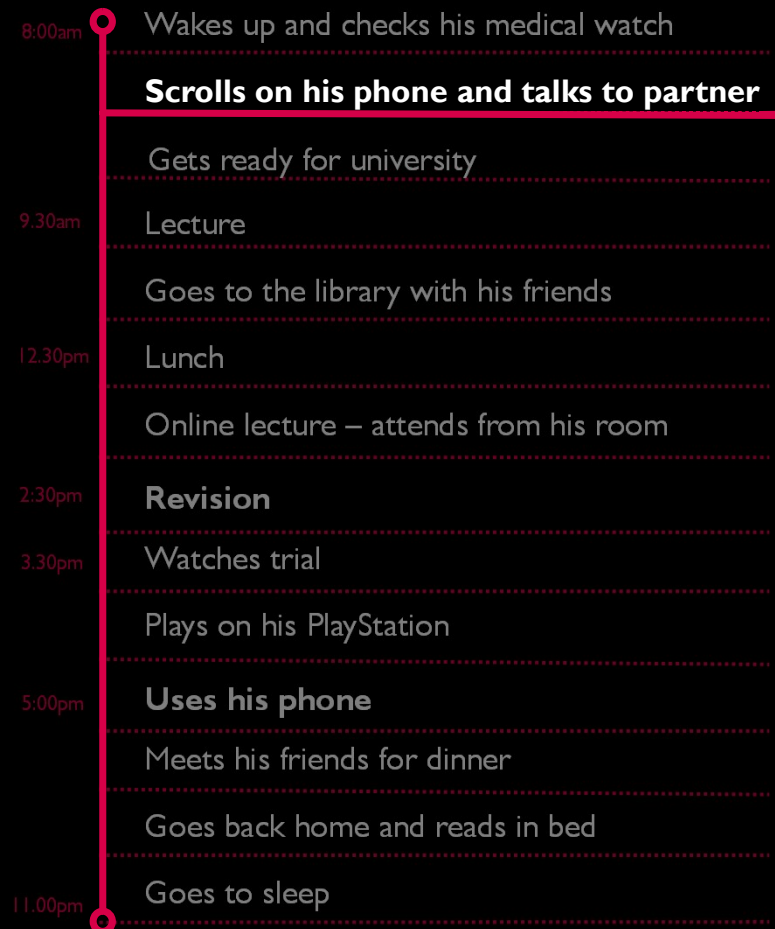 8:00am Wakes up and checks his medical watch
Scrolls on his phone and talks to partner
Gets ready for university
9.30am Lecture
Goes to the library with his friends
12.30pm Lunch
Online lecture – attends from his room
2:30pm Revision
3.30pm Watches trial
Plays on his PlayStation
5:00pm Uses his phone
Meets his friends for dinner
Goes back home and reads in bed
11.00pm Goes to sleep